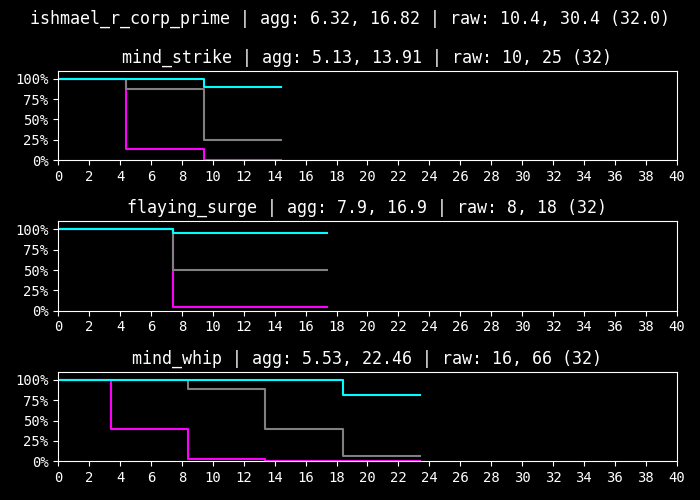 ishmael_r_corp_prime | agg: 6.32, 16.82 | raw: 10.4, 30.4 (32.0)
mind_strike | agg: 5.13, 13.91 | raw: 10, 25 (32)
100%
75%
50%
25%
0%
0 2 4 6 8 10 12 14 16 18 20 22 24 26 28 30 32 34 36 38 40
flaying_surge | agg: 7.9, 16.9 | raw: 8, 18 (32)
100%
75%
50%
25%
0%
0 2 4 6 8 10 12 14 16 18 20 22 24 26 28 30 32 34 36 38 40
mind_whip | agg: 5.53, 22.46 | raw: 16, 66 (32)
100%
75%
50%
25%
0%
0 2 4 6 8 10 12 14 16 18 20 22 24 26 28 30 32 34 36 38 40